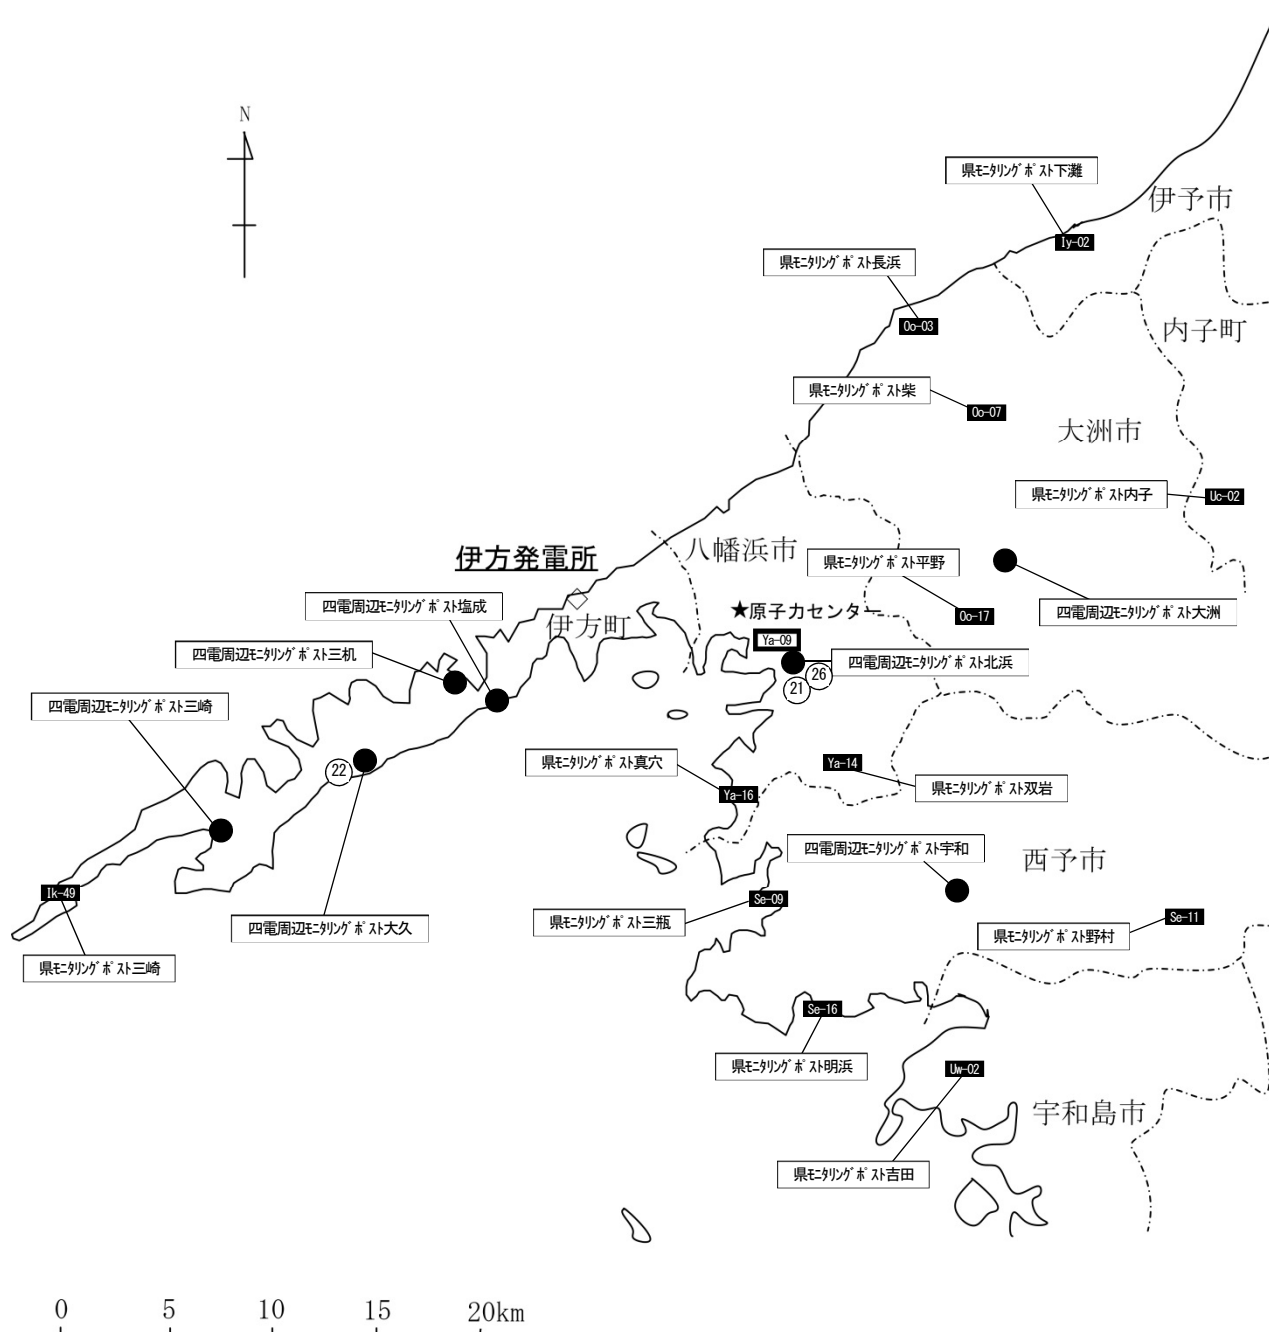 N
県モニタリングポスト下灘
伊予市
Iy-02
県モニタリングポスト長浜
Oo-03
内子町
県モニタリングポスト柴
Oo-07
大洲市
県モニタリングポスト内子
Uc-02
八幡浜市
伊方発電所
県モニタリングポスト平野
四電周辺モニタリングポスト塩成
★原子力センター
四電周辺モニタリングポスト大洲
Oo-17
伊方町
Ya-09
県モニタリングポスト三机
四電周辺モニタリングポスト北浜
26
21
四電周辺モニタリングポスト三崎
県モニタリングポスト真穴
Ya-14
22
県モニタリングポスト双岩
Ya-16
四電周辺モニタリングポスト宇和
西予市
Ik-49
Se-09
県モニタリングポスト三瓶
Se-11
四電周辺モニタリングポスト大久
県モニタリングポスト野村
県モニタリングポスト三崎
Se-16
県モニタリングポスト明浜
Uw-02
宇和島市
県モニタリングポスト吉田
0 5 10 15 20km